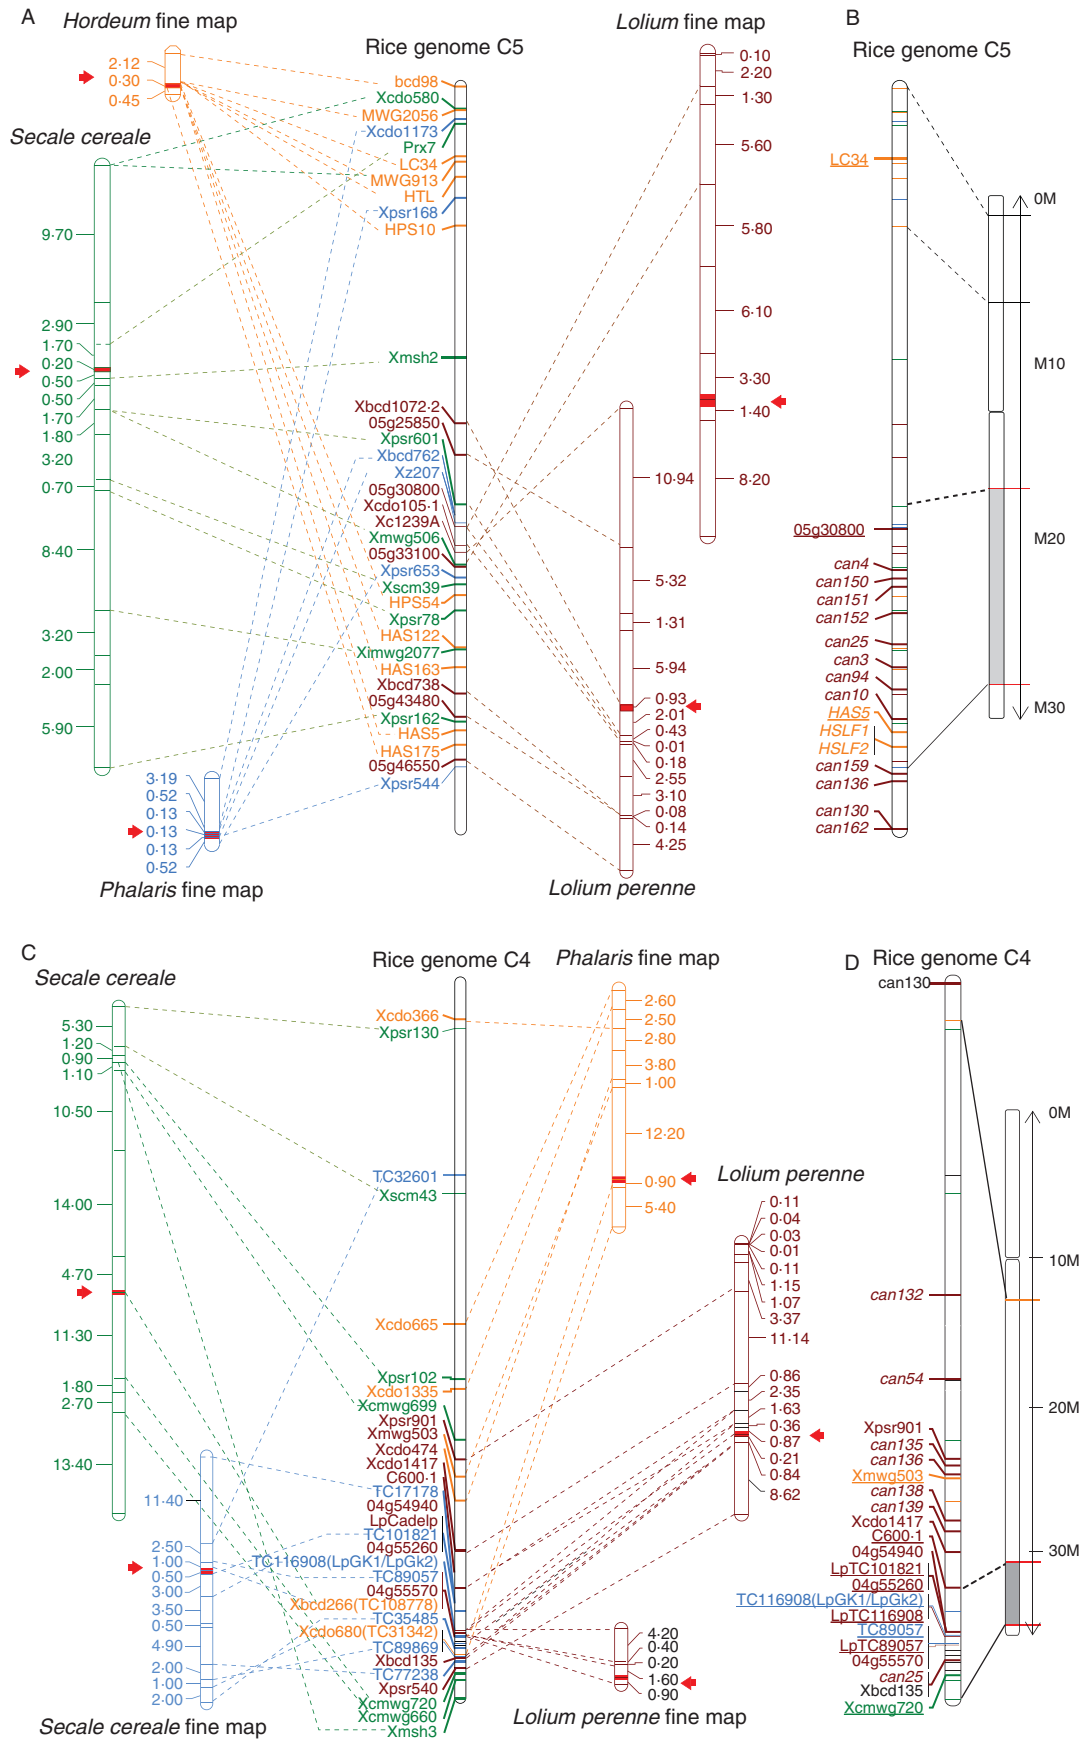 A
Hordeum fine map
2·12
0·30
0·45
Secale cereale
9·70
2·90
1·70
0·20
0·50
0·50
1·70
1·80
3·20
0·70
8·40
3·20
2·00
5·90
3·19
0·52
0·13
0·13
0·13
0·52
Phalaris fine map
Rice genome C5
bcd98
Xcdo580
MWG2056
Xcdo1173
Prx7
LC34
MWG913
HTL
Xpsr168
HPS10
Xmsh2
Xbcd1072·2
05g25850
Xpsr601
Xbcd762
Xz207
05g30800
Xcdo105·1
Xc1239A
Xmwg506
05g33100
Xpsr653
Xscm39
HPS54
Xpsr78
HAS122
Ximwg2077
HAS163
Xbcd738
05g43480
Xpsr162
HAS5
HAS175
05g46550
Xpsr544
Lolium fine map
0·10
2·20
1·30
5·60
5·80
6·10
3·30
1·40
8·20
10·94
5·32
1·31
5·94
0·93
2·01
0·43
0·01
0·18
2·55
3·10
0·08
0·14
4·25
Lolium perenne
B
Rice genome C5
LC34
05g30800
can4
can150
can151
can152
can25
can3
can94
can10
HAS5
HSLF1
HSLF2
can159
can136
can130
can162
0M
M10
M20
M30
C
Secale cereale
5·30
1·20
0·90
1·10
10·50
14·00
4·70
11·30
1·80
2·70
13·40
11·40
2·50
1·00
0·50
3·00
3·50
0·50
4·90
2·00
1·00
2·00
Secale cereale fine map
Rice genome C4
Xcdo366
Xpsr130
TC32601
Xscm43
Xcdo665
Xpsr102
Xcdo1335
Xcmwg699
Xpsr901
Xmwg503
Xcdo474
Xcdo1417
C600·1
TC17178
04g54940
LpCadelp
TC101821
04g55260
TC116908(LpGK1/LpGk2)
TC89057
04g55570
Xbcd266(TC108778)
TC35485
Xcdo680(TC31342)
TC89869
Xbcd135
TC77238
Xpsr540
Xcmwg720
Xcmwg660
Xmsh3
Phalaris fine map
2·60
2·50
2·80
3·80
1·00
12·20
0·90
5·40
Lolium perenne
0·11
0·04
0·03
0·01
0·11
1·15
1·07
3·37
11·14
0·86
2·35
1·63
0·36
0·87
0·21
0·84
8·62
4·20
0·40
0·20
1·60
0·90
Lolium perenne fine map
D
Rice genome C4
can130
can132
can54
Xpsr901
can135
can136
Xmwg503
can138
can139
Xcdo1417
C600·1
04g54940
LpTC101821
04g55260
TC116908(LpGK1/LpGk2)
LpTC116908
TC89057
LpTC89057
04g55570
can25
Xbcd135
Xcmwg720
0M
10M
20M
30M